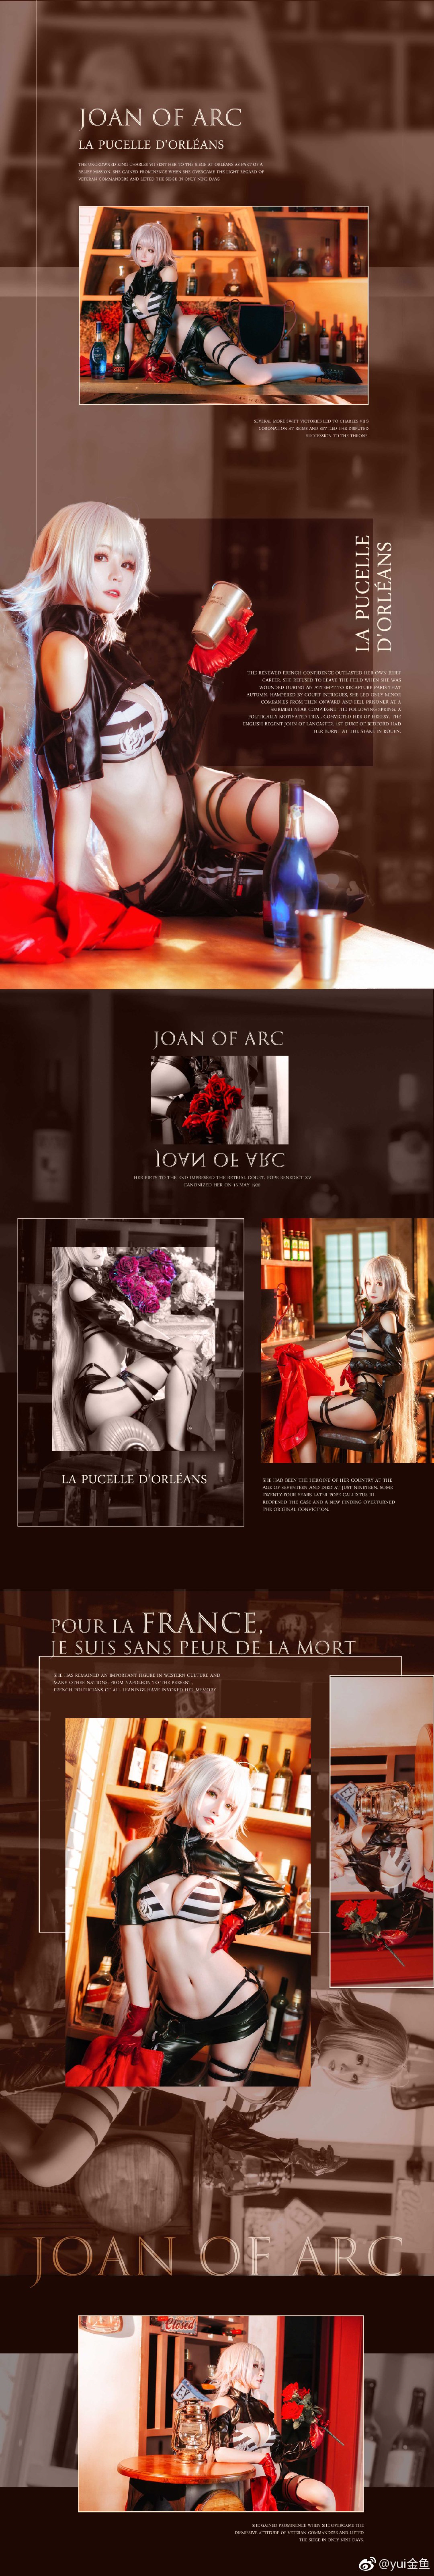 JOAN OF ARC
LA PUCELLE D'ORLÉANS
THE UNCROWNED KING CHARLES VII SENT HER TO THE SIEGE AT ORLÉANS AS PART OF A
RELIEF MISSION. SHE GAINED PROMINENCE WHEN SHE OVERCAME THE LIGHT REGARD OF
VETERAN COMMANDERS AND LIFTED THE SIEGE IN ONLY NINE DAYS.
SEVERAL MORE SWIFT VICTORIES LED TO CHARLES VII'S
CORONATION AT REIMS AND SETTLED THE DISPUTED
SUCCESSION TO THE THRONE.
LA PUCELLE
D'ORLÉANS
THE RENEWED FRENCH CONFIDENCE OUTLASTED HER OWN BRIEF
CAREER. SHE REFUSED TO LEAVE THE FIELD WHEN SHE WAS
WOUNDED DURING AN ATTEMPT TO RECAPTURE PARIS THAT
AUTUMN. HAMPERED BY COURT INTRIGUES, SHE LED ONLY MINOR
COMPANIES FROM THEN ONWARD AND FELL PRISONER AT A
SKIRMISH NEAR COMPIÈGNE THE FOLLOWING SPRING. A
POLITICALLY MOTIVATED TRIAL CONVICTED HER OF HERESY. THE
ENGLISH REGENT JOHN OF LANCASTER, 1ST DUKE OF BEDFORD HAD
HER BURNT AT THE STAKE IN ROUEN.
JOAN OF ARC
JOAN OF ARC
HER PIETY TO THE END IMPRESSED THE RETRIAL COURT. POPE BENEDICT XV
CANONIZED HER ON 16 MAY 1920.
LA PUCELLE D'ORLÉANS
SHE HAD BEEN THE HEROINE OF HER COUNTRY AT THE
AGE OF SEVENTEEN AND DIED AT JUST NINETEEN. SOME
TWENTY-FOUR YEARS LATER POPE CALLIXTUS III
REOPENED THE CASE AND A NEW FINDING OVERTURNED
THE ORIGINAL CONVICTION.
POUR LA FRANCE,
JE SUIS SANS PEUR DE LA MORT
SHE HAS REMAINED AN IMPORTANT FIGURE IN WESTERN CULTURE AND
MANY OTHER NATIONS. FROM NAPOLEON TO THE PRESENT,
FRENCH POLITICIANS OF ALL LEANINGS HAVE INVOKED HER MEMORY
JOAN OF ARC
Closed
SHE GAINED PROMINENCE WHEN SHE OVERCAME THE
DISMISSIVE ATTITUDE OF VETERAN COMMANDERS AND LIFTED
THE SIEGE IN ONLY NINE DAYS.
@yui金鱼